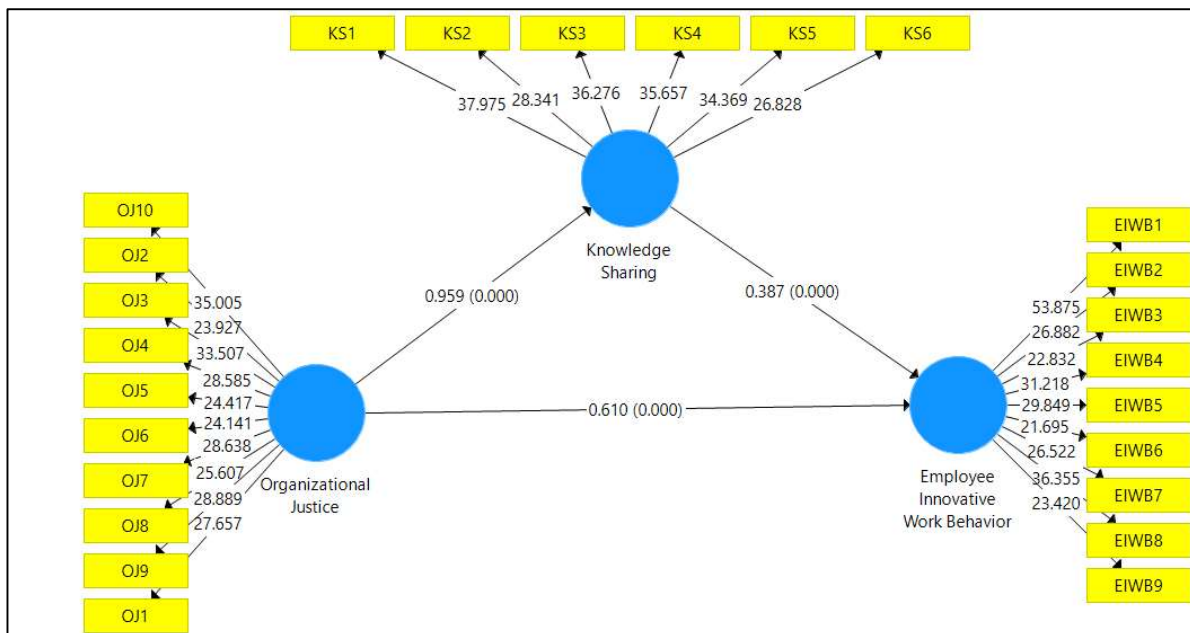 KS1 KS2 KS3 KS4 KS5 KS6
37.975 28.341 36.276 35.657 34.369 26.828
Knowledge
Sharing
0.959 (0.000)
0.387 (0.000)
OJ10
OJ2
OJ3
OJ4
OJ5
OJ6
OJ7
OJ8
OJ9
OJ1
35.005
23.927
33.507
28.585
24.417
24.141
28.638
25.607
28.889
27.657
Organizational
Justice
0.610 (0.000)
Employee
Innovative
Work Behavior
53.875
26.882
22.832
31.218
29.849
21.695
26.522
36.355
23.420
EIWB1
EIWB2
EIWB3
EIWB4
EIWB5
EIWB6
EIWB7
EIWB8
EIWB9